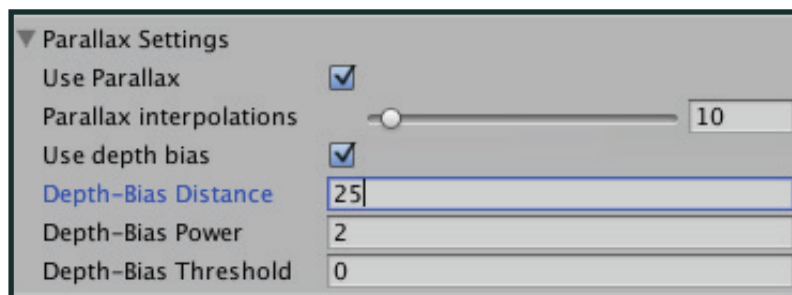 Parallax Settings
Use Parallax
Parallax interpolations 10
Use depth bias
Depth-Bias Distance 25
Depth-Bias Power 2
Depth-Bias Threshold 0